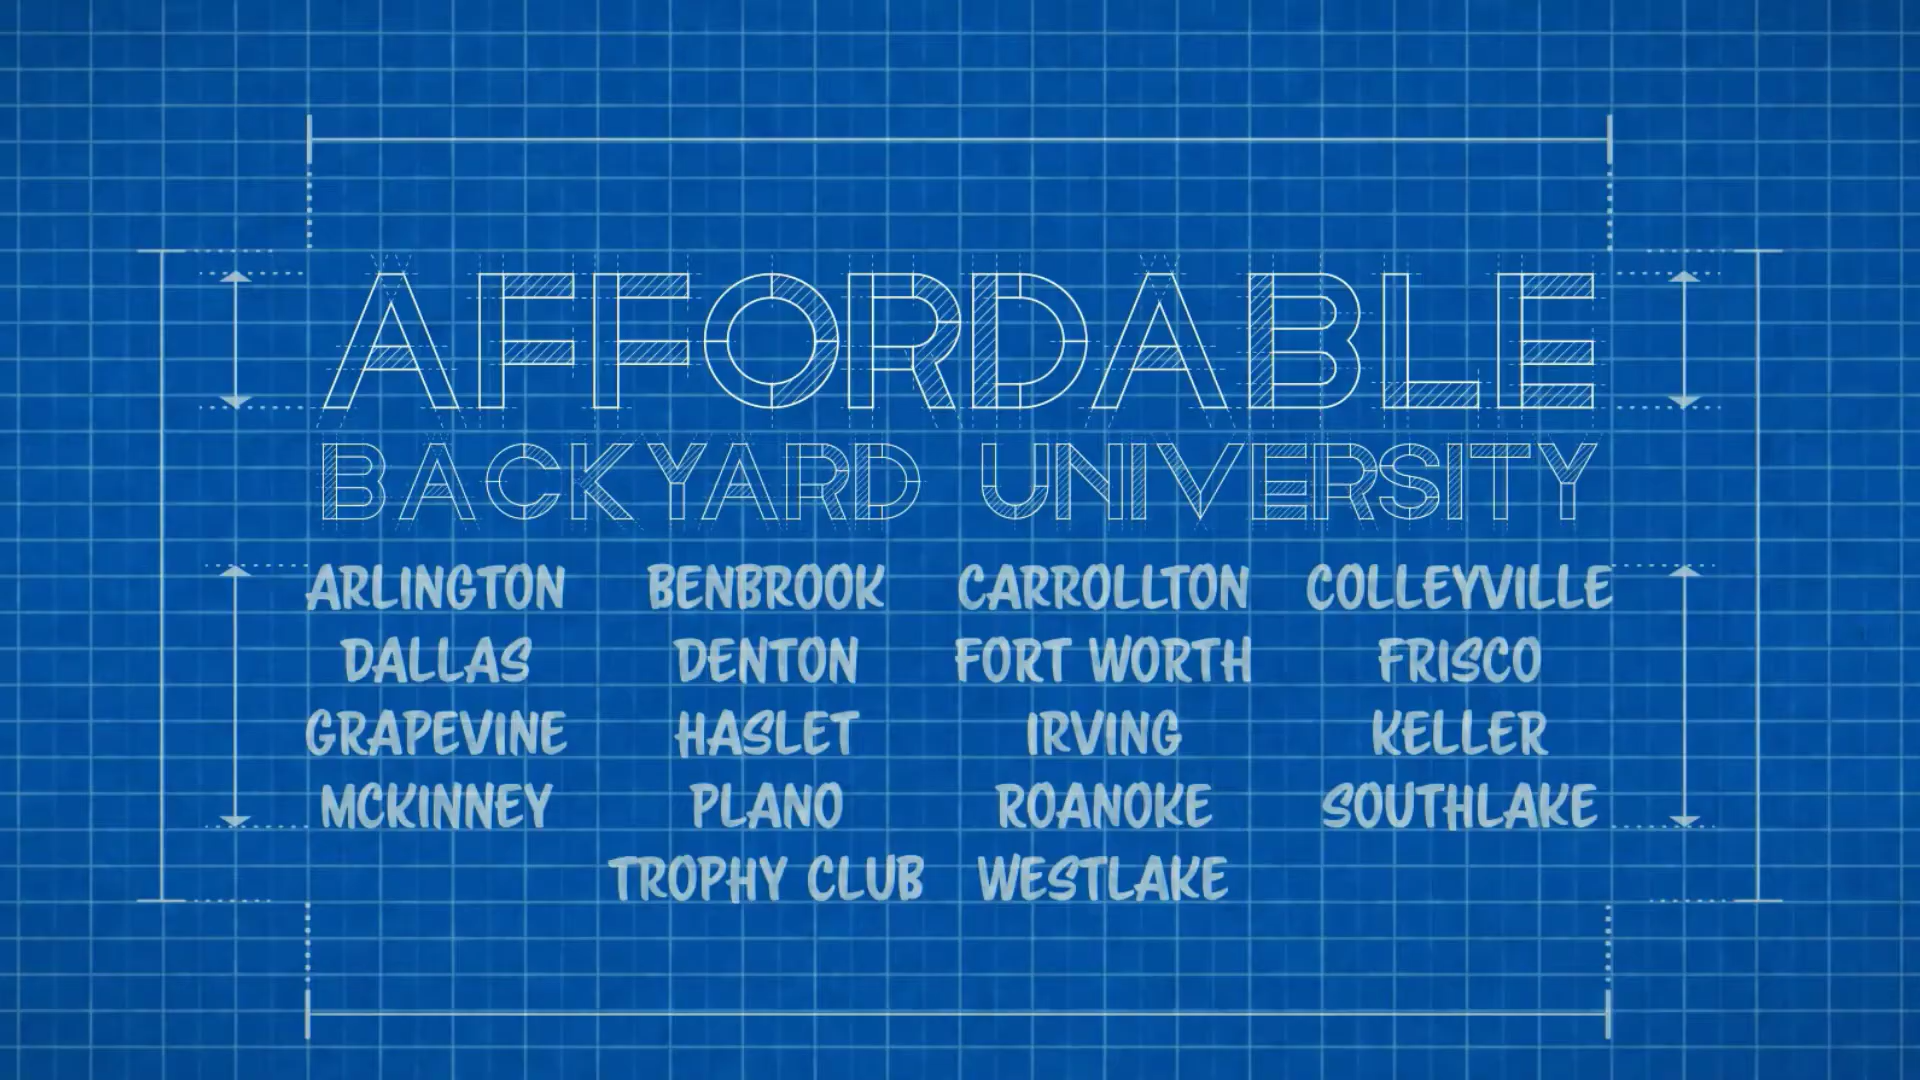 AFFORDABLE
BACKYARD UNIVERSITY
ARLINGTON BENBROOK CARROLLTON COLLEYVILLE
DALLAS DENTON FORT WORTH FRISCO
GRAPEVINE HASLET IRVING KELLER
MCKINNEY PLANO ROANOKE SOUTHLAKE
TROPHY CLUB WESTLAKE